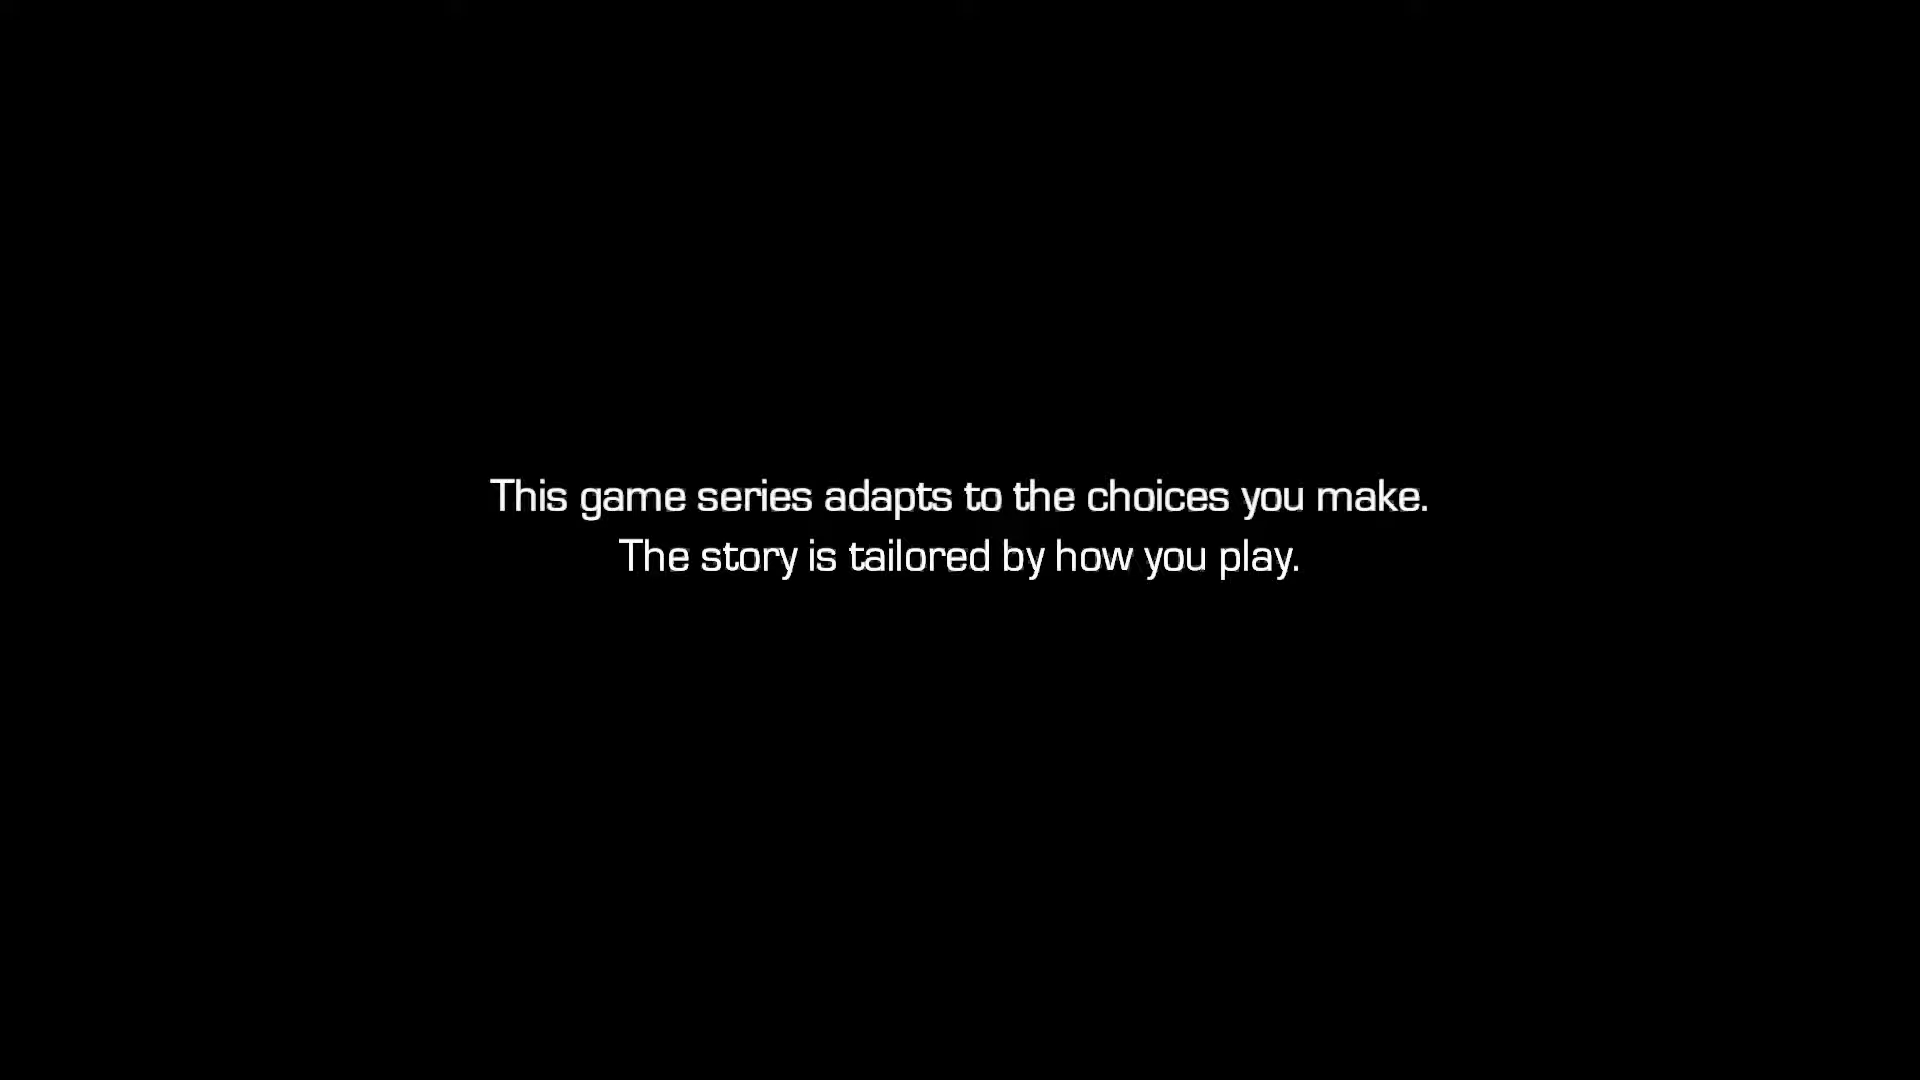 This game series adapts to the choices you make.
The story is tailored by how you play.